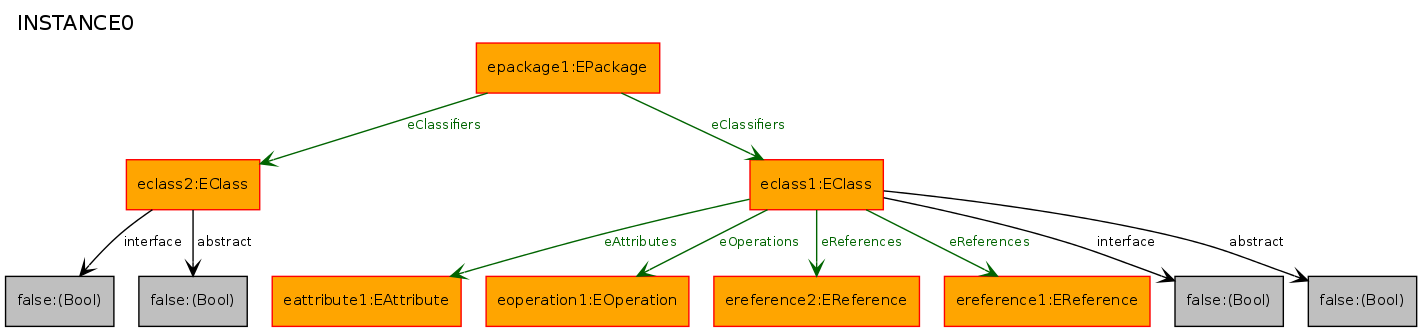 INSTANCE0
epackage1:EPackage
eClassifiers
eClassifiers
eclass2:EClass
eclass1:EClass
interface
abstract
eAttributes
eOperations
eReferences
eReferences
interface
abstract
false:(Bool)
false:(Bool)
eattribute1:EAttribute
eoperation1:EOperation
ereference2:EReference
ereference1:EReference
false:(Bool)
false:(Bool)